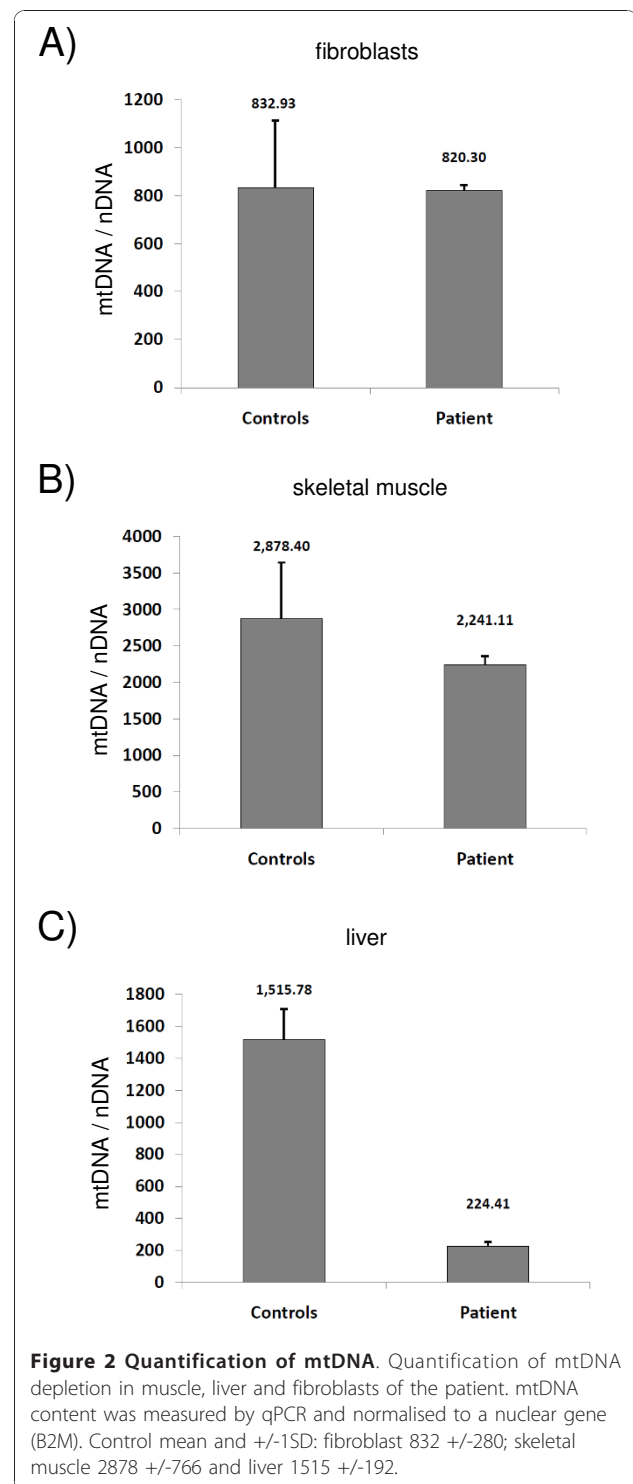 A)
fibroblasts
1200
1000
800
600
400
200
0
mtDNA / nDNA
832.93
820.30
Controls Patient
B)
skeletal muscle
4000
3500
3000
2500
2000
1500
1000
500
0
mtDNA / nDNA
2,878.40
2,241.11
Controls Patient
C)
liver
1800
1600
1400
1200
1000
800
600
400
200
0
mtDNA / nDNA
1,515.78
224.41
Controls Patient
Figure 2 Quantification of mtDNA. Quantification of mtDNA
depletion in muscle, liver and fibroblasts of the patient. mtDNA
content was measured by qPCR and normalised to a nuclear gene
(B2M). Control mean and +/-1SD: fibroblast 832 +/-280; skeletal
muscle 2878 +/-766 and liver 1515 +/-192.